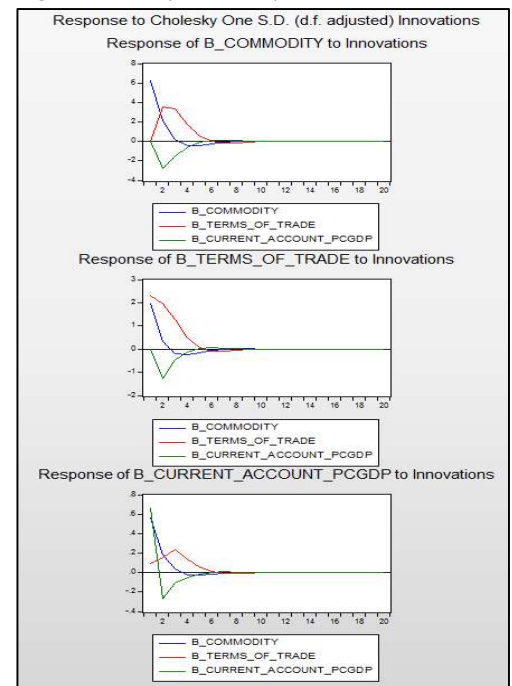 Response to Cholesky One S.D. (d.f. adjusted) Innovations
Response of B_COMMODITY to Innovations
8
6
4
2
0
-2
-4
2 4 6 8 10 12 14 16 18 20
B_COMMODITY
B_TERMS_OF_TRADE
B_CURRENT_ACCOUNT_PCGDP
Response of B_TERMS_OF_TRADE to Innovations
3
2
1
0
-1
-2
2 4 6 8 10 12 14 16 18 20
B_COMMODITY
B_TERMS_OF_TRADE
B_CURRENT_ACCOUNT_PCGDP
Response of B_CURRENT_ACCOUNT_PCGDP to Innovations
.8
.6
.4
.2
.0
-.2
-.4
2 4 6 8 10 12 14 16 18 20
B_COMMODITY
B_TERMS_OF_TRADE
B_CURRENT_ACCOUNT_PCGDP